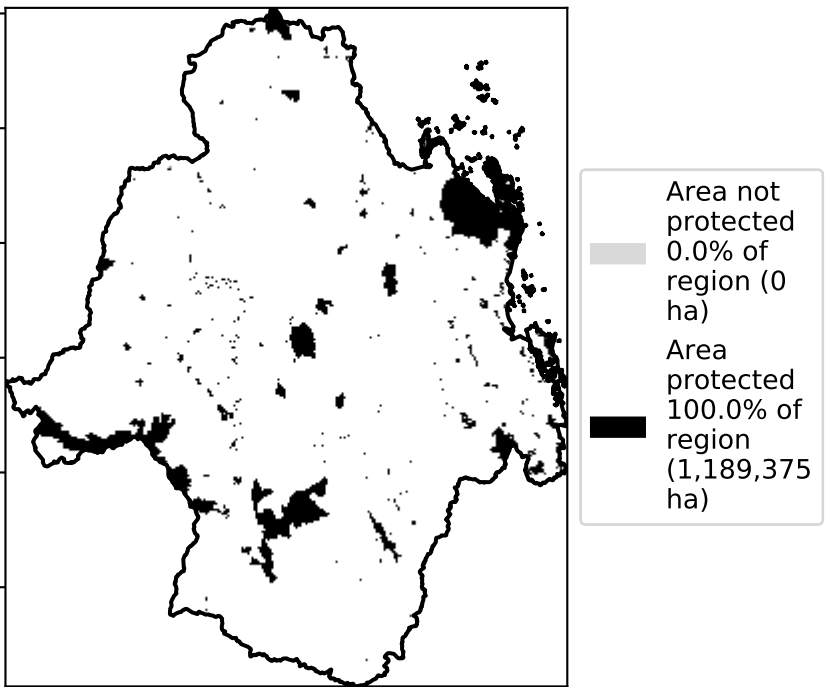 Area not
protected
0.0% of
region (0
ha)
Area
protected
100.0% of
region
(1,189,375
ha)